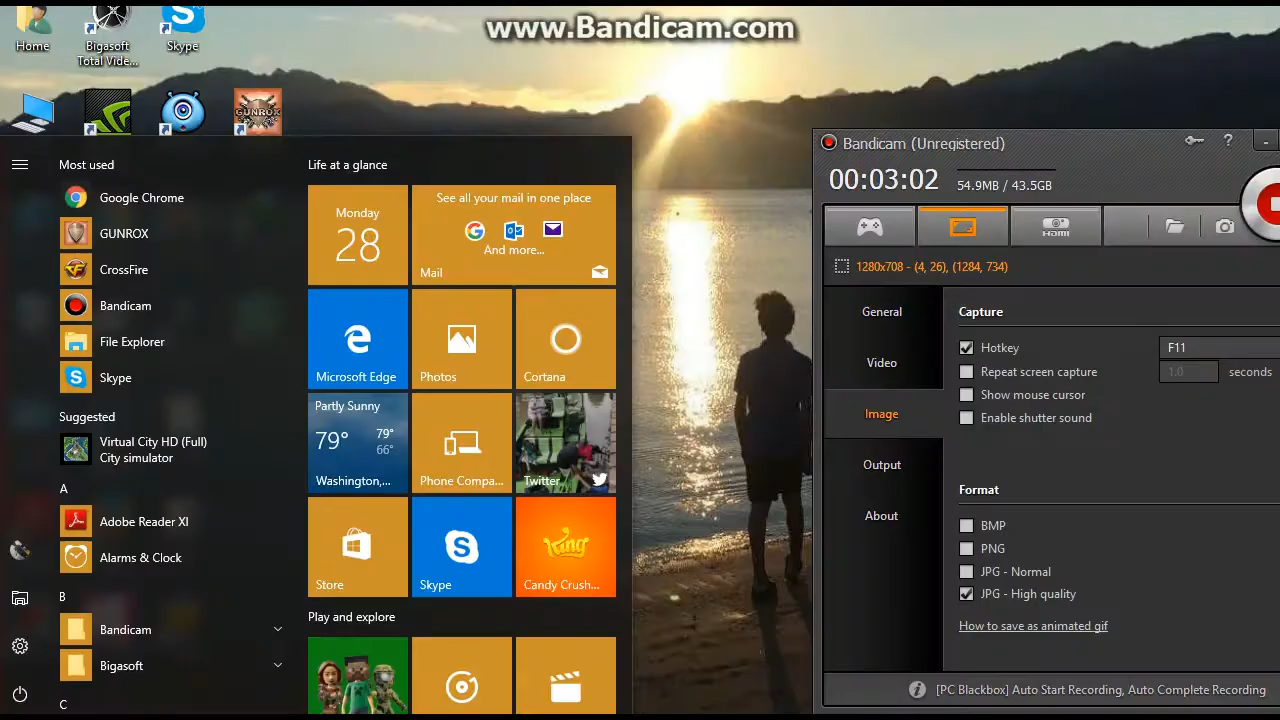 www.Bandicam.com
Home
Bigasoft
Total Vide...
Skype
GUNROX
Most used
Google Chrome
GUNROX
CrossFire
Bandicam
File Explorer
Skype
Suggested
Virtual City HD (Full)
City simulator
A
Adobe Reader XI
Alarms & Clock
B
Bandicam
Bigasoft
C
Life at a glance
Monday
28
See all your mail in one place
And more...
Mail
Microsoft Edge
Photos
Cortana
Partly Sunny
79° 79°
66°
Washington,...
Phone Compa...
Twitter
Store
Skype
King
Candy Crush...
Play and explore
Bandicam (Unregistered)
00:03:02
54.9MB / 43.5GB
HDMI
1280x708 - (4, 26), (1284, 734)
General
Video
Image
Output
About
Capture
Hotkey F11
Repeat screen capture 1.0 seconds
Show mouse cursor
Enable shutter sound
Format
BMP
PNG
JPG - Normal
JPG - High quality
How to save as animated gif
[PC Blackbox] Auto Start Recording, Auto Complete Recording